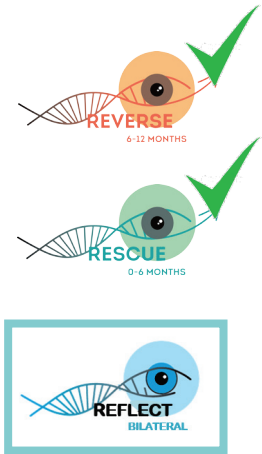 REVERSE
6-12 MONTHS
RESCUE
0-6 MONTHS
REFLECT
BILATERAL